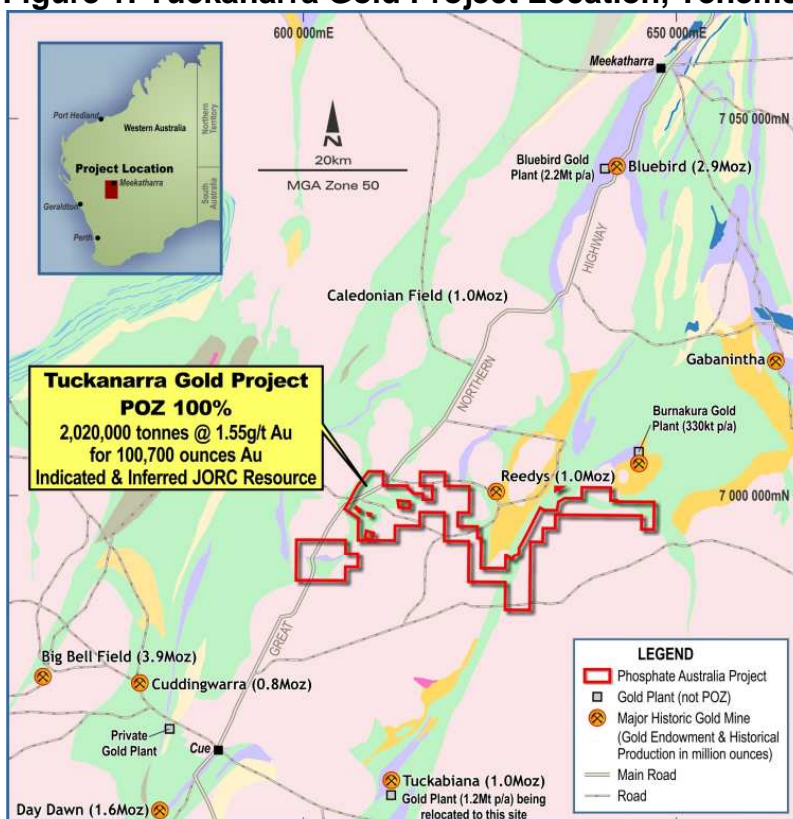 Figure 1: Tuckanarra Gold Project Location, Teneme
600 000mE
650 000mE
Meekatharra
Port Hedland
Western Australia
Northern
Territory
Project Location
Meekatharra
Geraldton
South
Australia
Perth
20km
MGA Zone 50
7 050 000mN
Bluebird Gold
Plant (2.2Mt p/a)
Bluebird (2.9Moz)
HIGHWAY
Caledonian Field (1.0Moz)
NORTHERN
Gabanintha
Tuckanarra Gold Project
POZ 100%
2,020,000 tonnes @ 1.55g/t Au
for 100,700 ounces Au
Indicated & Inferred JORC Resource
Burnakura Gold
Plant (330kt p/a)
Reedys (1.0Moz)
7 000 000mN
GREAT
Big Bell Field (3.9Moz)
Cuddingwarra (0.8Moz)
Private
Gold Plant
Cue
Day Dawn (1.6Moz)
Tuckabiana (1.0Moz)
Gold Plant (1.2Mt p/a) being
relocated to this site
LEGEND
Phosphate Australia Project
Gold Plant (not POZ)
Major Historic Gold Mine
(Gold Endowment & Historical
Production in million ounces)
Main Road
Road